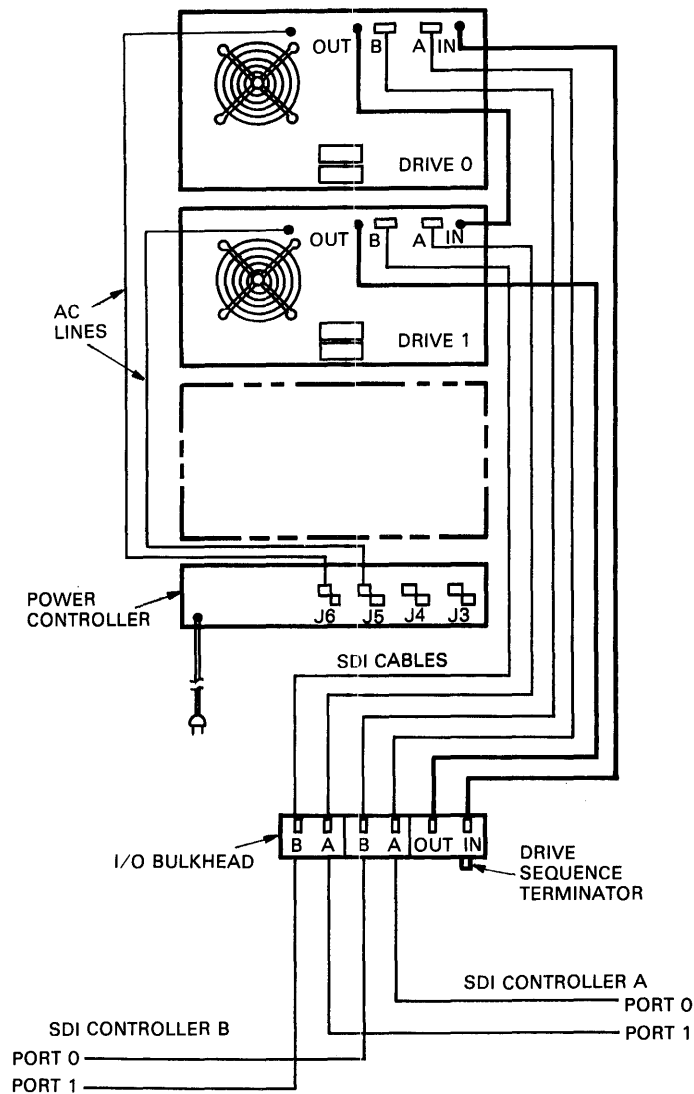 OUT B A IN
DRIVE 0
OUT B A IN
DRIVE 1
AC
LINES
POWER
CONTROLLER
J6 J5 J4 J3
SDI CABLES
I/O BULKHEAD
B A B A OUT IN
DRIVE
SEQUENCE
TERMINATOR
SDI CONTROLLER A
PORT 0
PORT 1
SDI CONTROLLER B
PORT 0
PORT 1